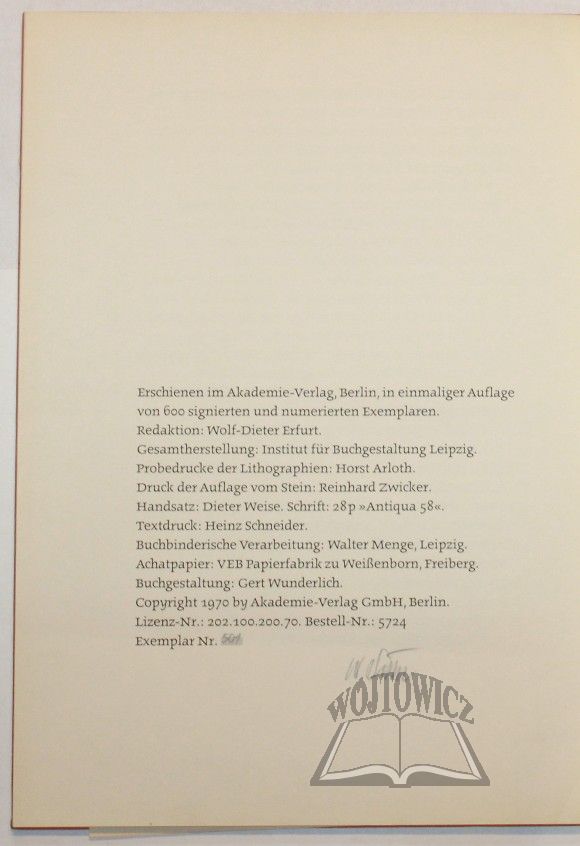 Erschienen im Akademie-Verlag, Berlin, in einmaliger Auflage
von 600 signierten und numerierten Exemplaren.
Redaktion: Wolf-Dieter Erfurt.
Gesamtherstellung: Institut für Buchgestaltung Leipzig.
Probedrucke der Lithographien: Horst Arloth.
Druck der Auflage vom Stein: Reinhard Zwicker.
Handsatz: Dieter Weise. Schrift: 28p »Antiqua 58«.
Textdruck: Heinz Schneider.
Buchbinderische Verarbeitung: Walter Menge, Leipzig.
Achatpapier: VEB Papierfabrik zu Weißenborn, Freiberg.
Buchgestaltung: Gert Wunderlich.
Copyright 1970 by Akademie-Verlag GmbH, Berlin.
Lizenz-Nr.: 202.100.200.70. Bestell-Nr.: 5724
Exemplar Nr.
WÓJTOWICZ